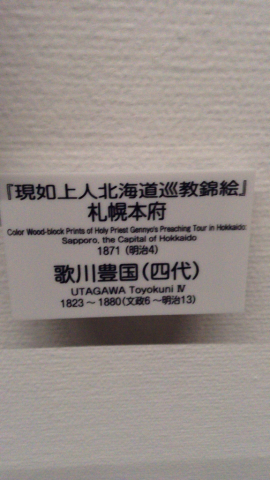 『現如上人北海道巡教錦絵』
札幌本府
Color Wood-block Prints of Holy Priest Gennyo's Preaching Tour in Hokkaido:
Sapporo, the Capital of Hokkaido
1871 (明治4)
歌川豊国(四代)
UTAGAWA Toyokuni Ⅳ
1823～1880(文政6～明治13)